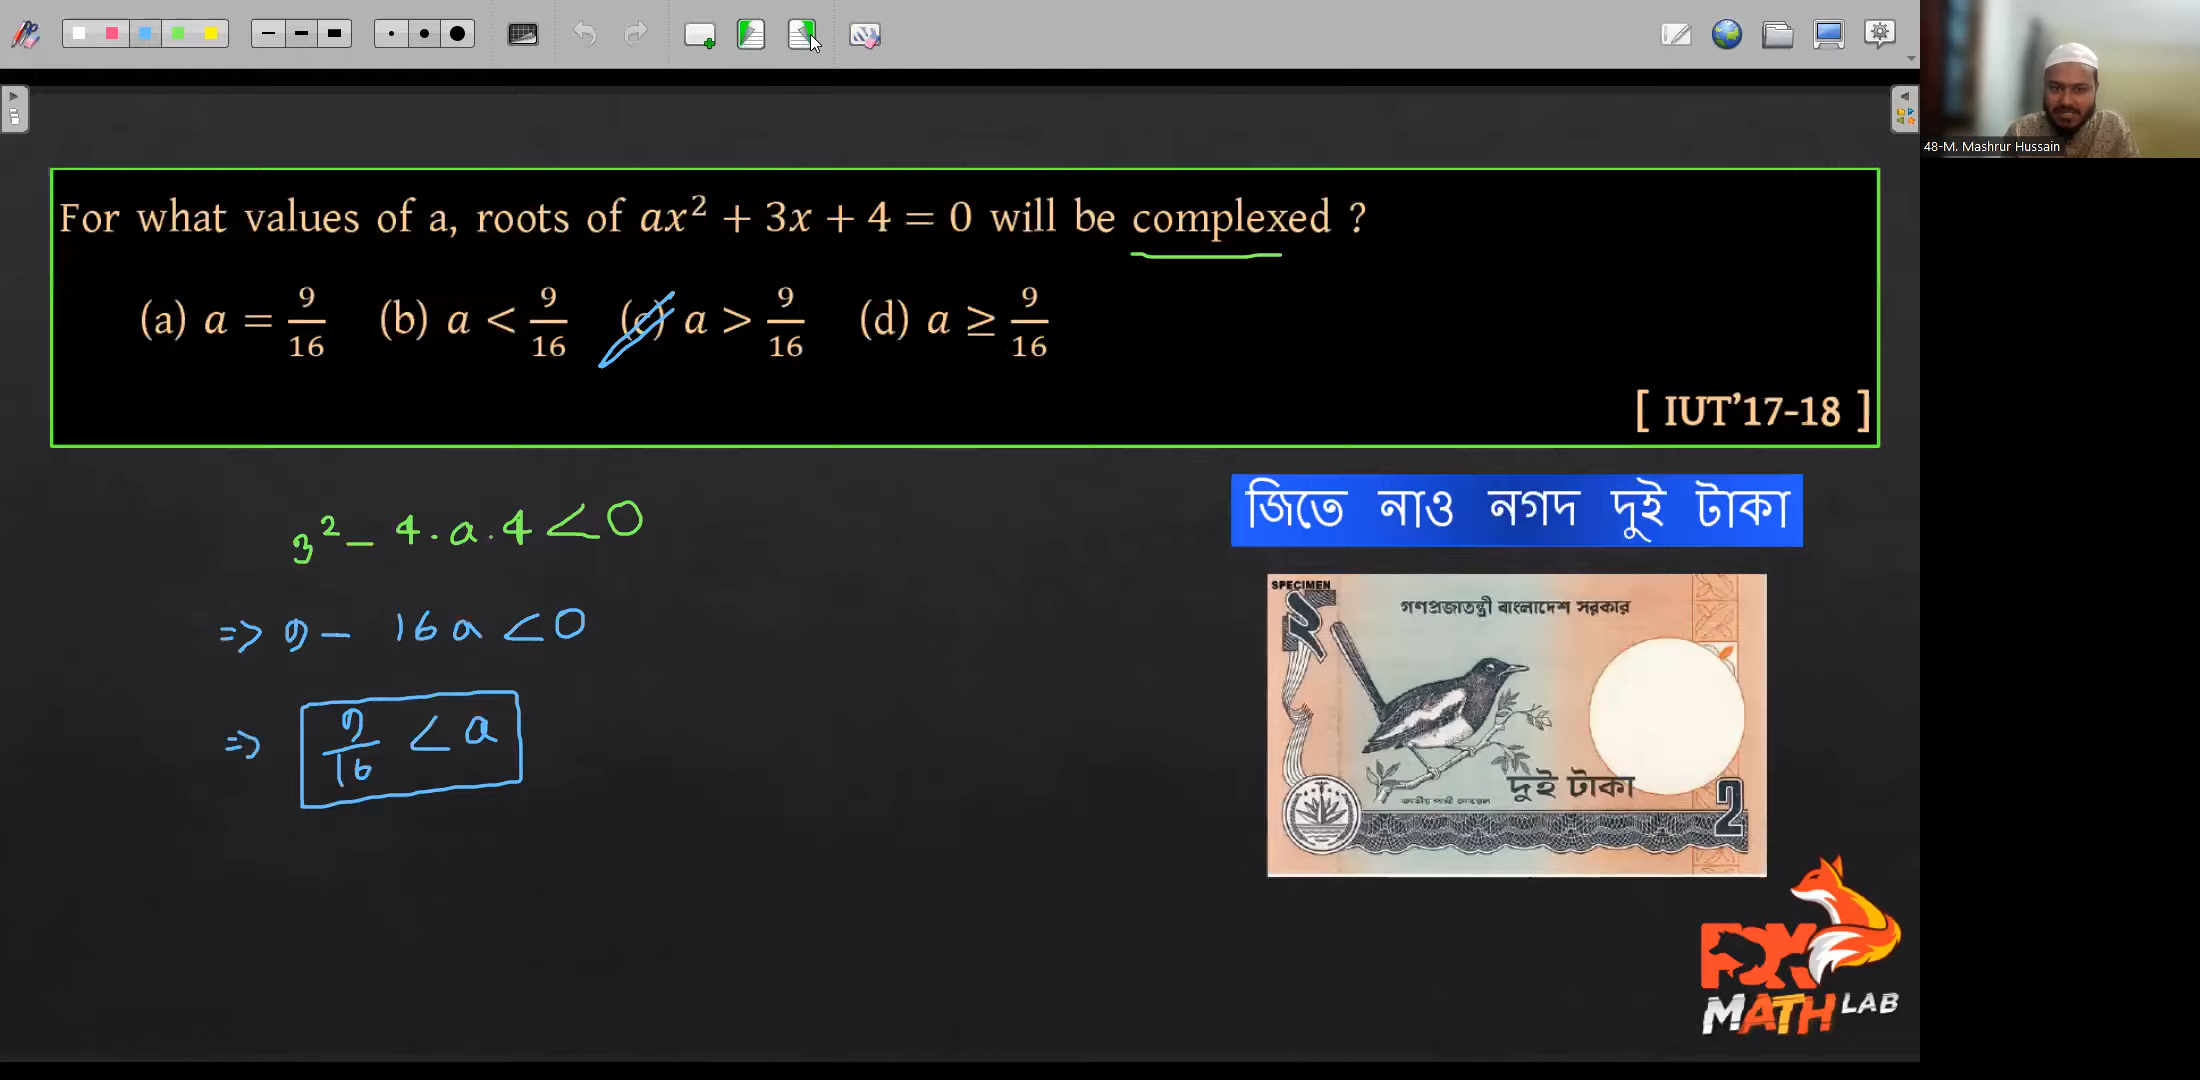 48-M. Mashrur Hussain
For what values of a, roots of ax² + 3x + 4 = 0 will be complexed ?
(a) a = 9/16 (b) a < 9/16 (c) a > 9/16 (d) a ≥ 9/16
[ IUT’17-18 ]
3² – 4 . a . 4 < 0
=> 9 – 16 a < 0
=> 9/16 < a
জিতে নাও নগদ দুই টাকা
SPECIMEN
২
গণপ্রজাতন্ত্রী বাংলাদেশ সরকার
দুই টাকা
2
FOX
MATH LAB